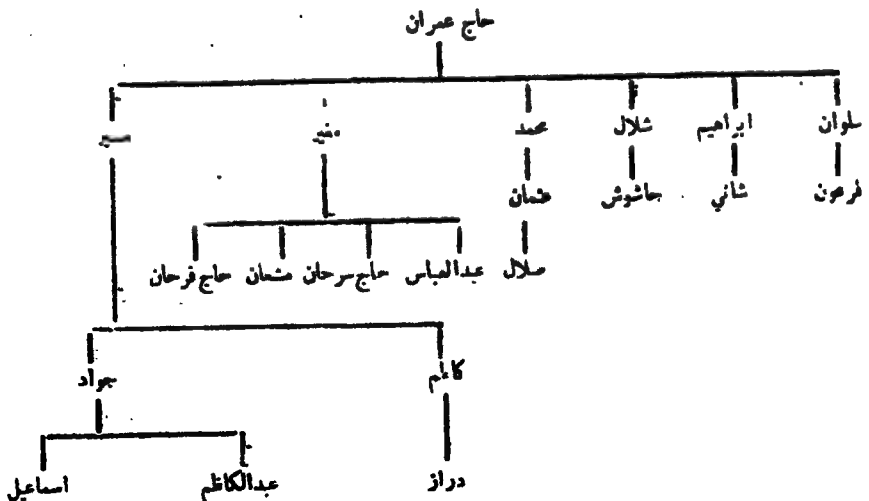 حاج عمران
سلوان ابراهيم شلال محمد مغير
فرعون شاني جاشوش عثمان
صلال عبدالعباس حاج سرحان مشعان حاج فرحان
كاظم جواد
دراز عبدالكاظم اسماعيل